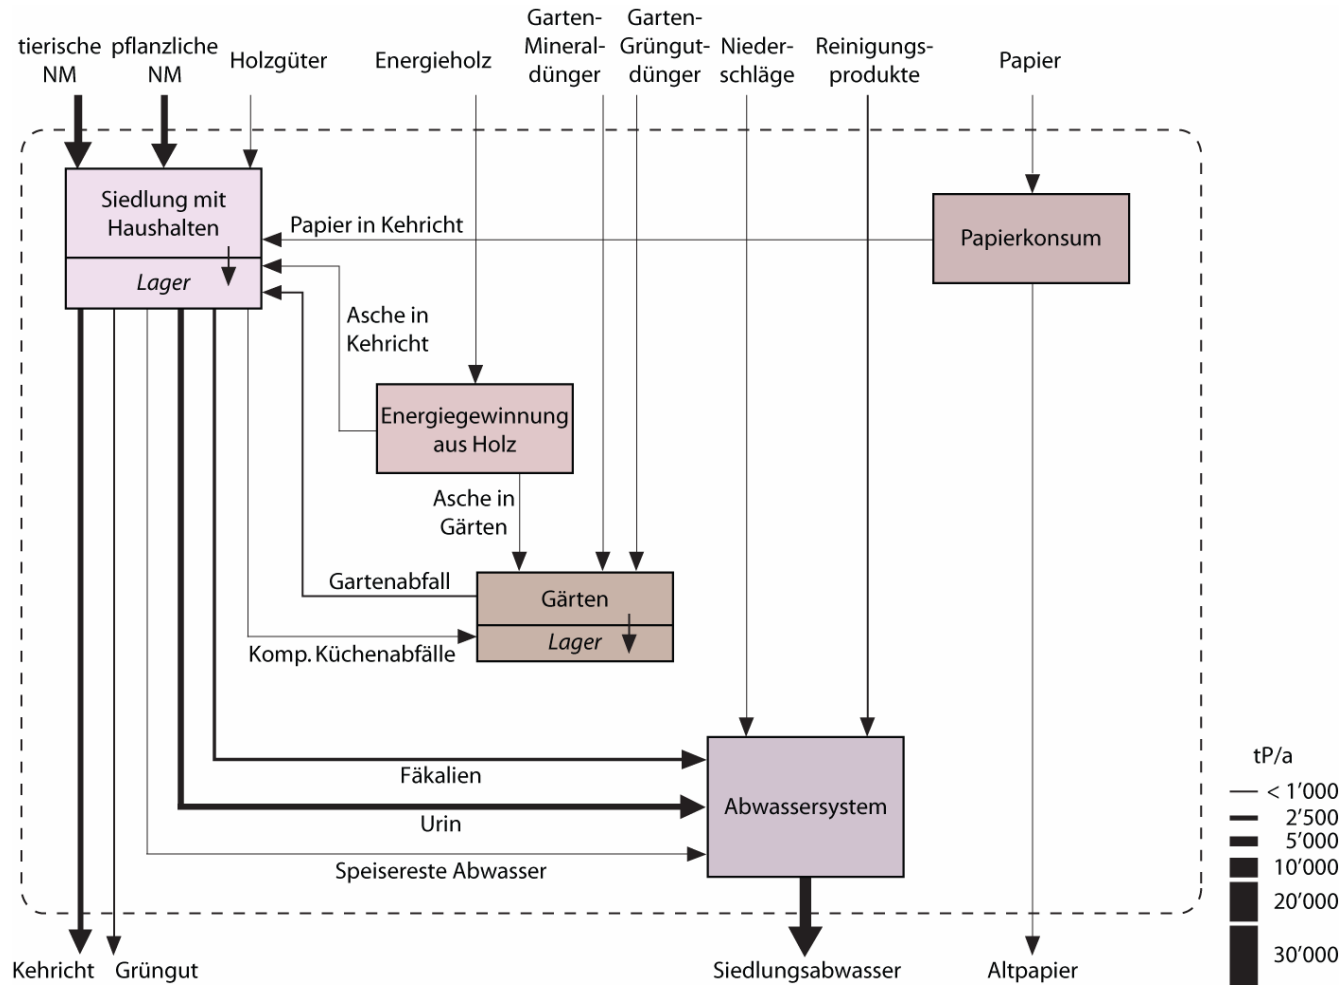 tierische
NM
pflanzliche
NM
Holzgüter
Energieholz
Garten-
Mineral-
dünger
Garten-
Grüngut-
dünger
Nieder-
schläge
Reinigungs-
produkte
Papier
Siedlung mit
Haushalten
Lager
Papier in Kehricht
Papierkonsum
Asche in
Kehricht
Energiegewinnung
aus Holz
Asche in
Gärten
Gartenabfall
Gärten
Lager
Komp. Küchenabfälle
Fäkalien
Urin
Speisereste Abwasser
Abwassersystem
tP/a
< 1'000
2'500
5'000
10'000
20'000
30'000
Kehricht
Grüngut
Siedlungsabwasser
Altpapier